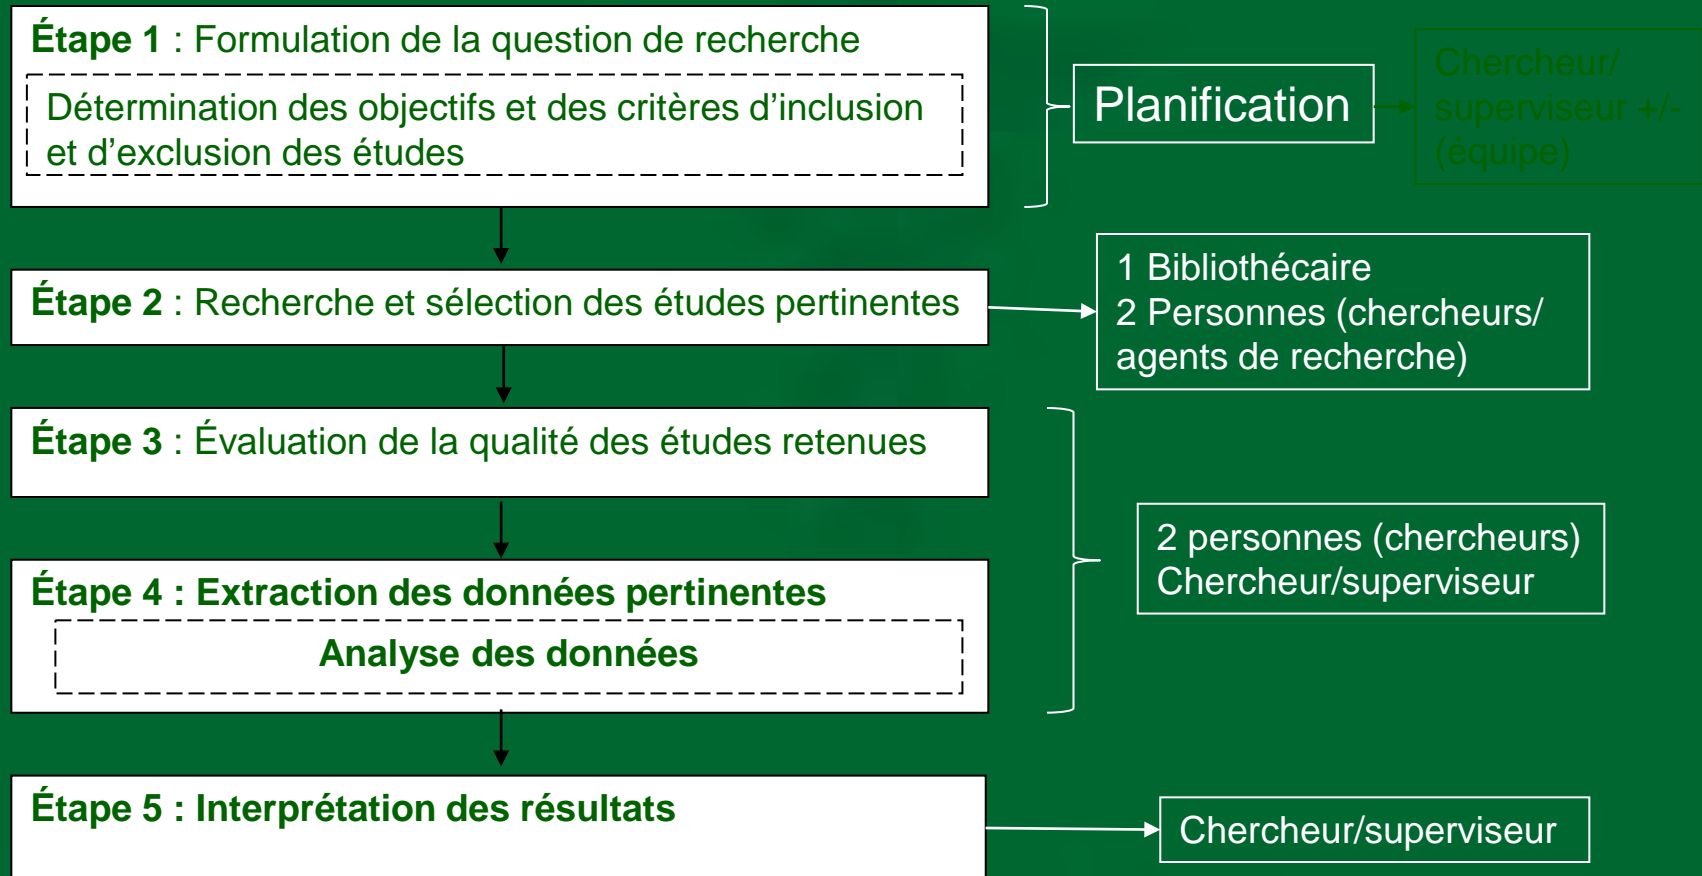 Étape 1 : Formulation de la question de recherche
Détermination des objectifs et des critères d’inclusion
et d’exclusion des études
Planification
Chercheur/
superviseur +/-
(équipe)
Étape 2 : Recherche et sélection des études pertinentes
1 Bibliothécaire
2 Personnes (chercheurs/
agents de recherche)
Étape 3 : Évaluation de la qualité des études retenues
Étape 4 : Extraction des données pertinentes
Analyse des données
2 personnes (chercheurs)
Chercheur/superviseur
Étape 5 : Interprétation des résultats
Chercheur/superviseur